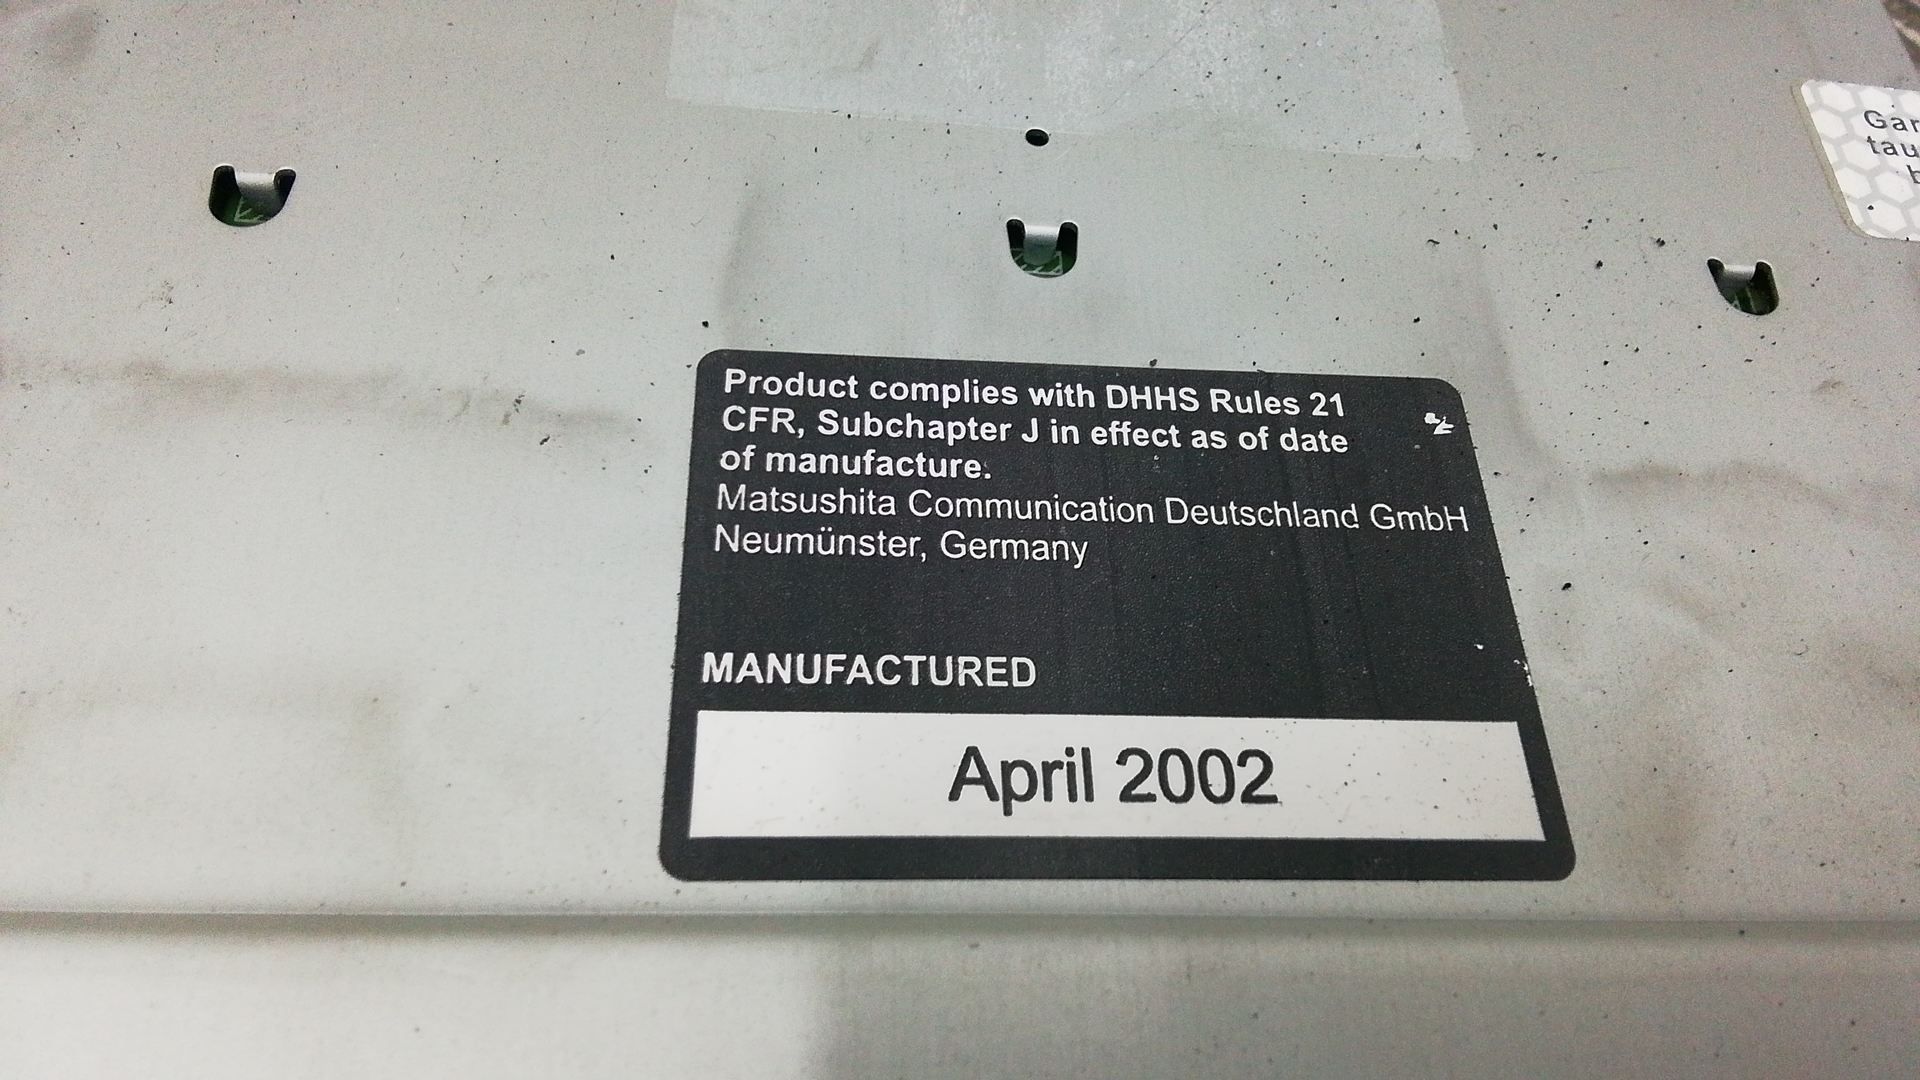 Product complies with DHHS Rules 21
CFR, Subchapter J in effect as of date
of manufacture.
Matsushita Communication Deutschland GmbH
Neumünster, Germany
MANUFACTURED
April 2002